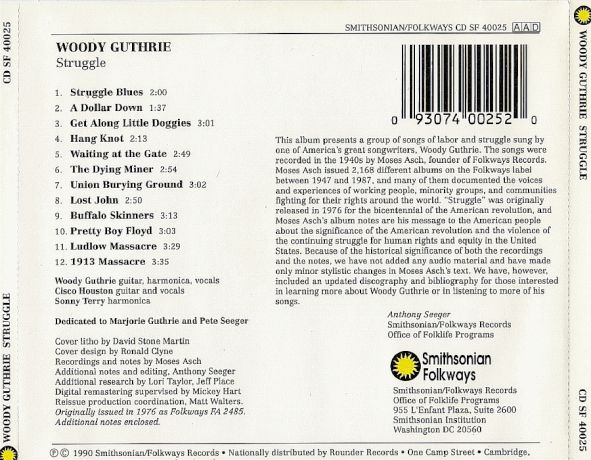 SMITHSONIAN/FOLKWAYS CD SF 40025 AAD
WOODY GUTHRIE
Struggle
1. Struggle Blues 2:00
2. A Dollar Down 1:37
3. Get Along Little Doggies 3:01
4. Hang Knot 2:13
5. Waiting at the Gate 2:49
6. The Dying Miner 2:54
7. Union Burying Ground 3:02
8. Lost John 2:50
9. Buffalo Skinners 3:13
10. Pretty Boy Floyd 3:03
11. Ludlow Massacre 3:29
12. 1913 Massacre 3:35
Woody Guthrie guitar, harmonica, vocals
Cisco Houston guitar and vocals
Sonny Terry harmonica
Dedicated to Marjorie Guthrie and Pete Seeger
Cover litho by David Stone Martin
Cover design by Ronald Clyne
Recordings and notes by Moses Asch
Additional notes and editing, Anthony Seeger
Additional research by Lori Taylor, Jeff Place
Digital remastering supervised by Mickey Hart
Reissue production coordination, Matt Walters.
Originally issued in 1976 as Folkways FA 2485.
Additional notes enclosed.
0 93074 00252 0
This album presents a group of songs of labor and struggle sung by
one of America's great songwriters, Woody Guthrie. The songs were
recorded in the 1940s by Moses Asch, founder of Folkways Records.
Moses Asch issued 2,168 different albums on the Folkways label
between 1947 and 1987, and many of them documented the voices
and experiences of working people, minority groups, and communities
fighting for their rights around the world. "Struggle" was originally
released in 1976 for the bicentennial of the American revolution, and
Moses Asch's album notes are his message to the American people
about the significance of the American revolution and the violence of
the continuing struggle for human rights and equity in the United
States. Because of the historical significance of both the recordings
and the notes, we have not added any audio material and have made
only minor stylistic changes in Moses Asch's text. We have, however,
included an updated discography and bibliography for those interested
in learning more about Woody Guthrie or in listening to more of his
songs.
Anthony Seeger
Smithsonian/Folkways Records
Office of Folklife Programs
Smithsonian
Folkways
Smithsonian/Folkways Records
Office of Folklife Programs
955 L'Enfant Plaza, Suite 2600
Smithsonian Institution
Washington DC 20560
℗ © 1990 Smithsonian/Folkways Records • Nationally distributed by Rounder Records • One Camp Street • Cambridge,
WOODY GUTHRIE STRUGGLE
CD SF 40025
WOODY GUTHRIE STRUGGLE
CD SF 40025